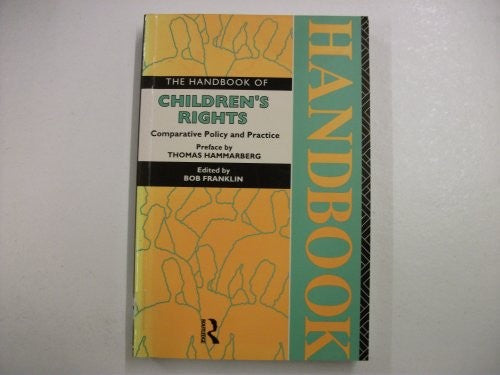 THE HANDBOOK OF
CHILDREN'S
RIGHTS
Comparative Policy and Practice
Preface by
THOMAS HAMMARBERG
Edited by
BOB FRANKLIN
HANDBOOK
R
ROUTLEDGE